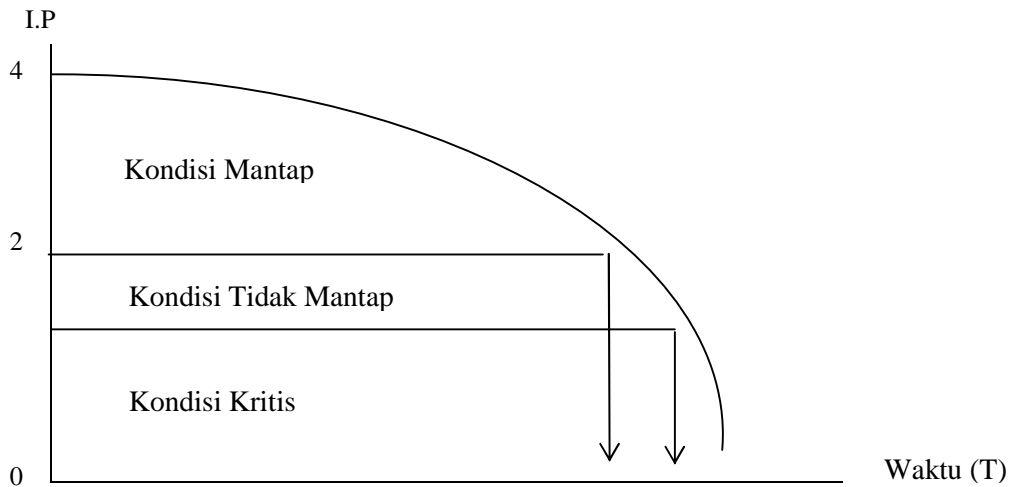 I.P
4
Kondisi Mantap
2
Kondisi Tidak Mantap
Kondisi Kritis
0
Waktu (T)